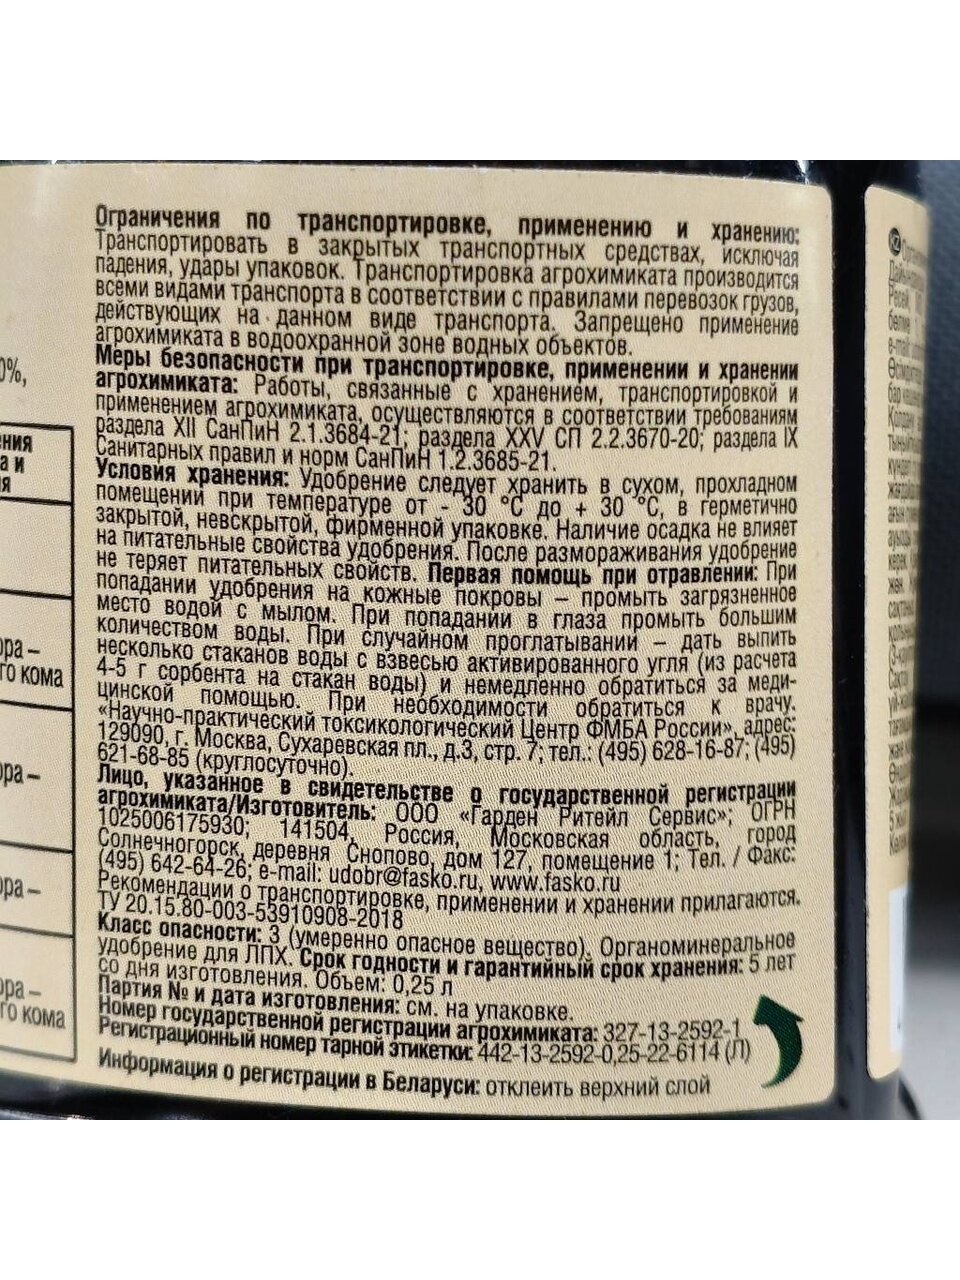 Ограничения по транспортировке, применению и хранению:
Транспортировать в закрытых транспортных средствах, исключая
падения, удары упаковок. Транспортировка агрохимиката производится
всеми видами транспорта в соответствии с правилами перевозок грузов,
действующих на данном виде транспорта. Запрещено применение
агрохимиката в водоохранной зоне водных объектов.
Меры безопасности при транспортировке, применении и хранении
агрохимиката: Работы, связанные с хранением, транспортировкой и
применением агрохимиката, осуществляются в соответствии требованиям
раздела XII СанПиН 2.1.3684-21; раздела XXV СП 2.2.3670-20; раздела IX
Санитарных правил и норм СанПиН 1.2.3685-21.
Условия хранения: Удобрение следует хранить в сухом, прохладном
помещении при температуре от - 30 °С до + 30 °С, в герметично
закрытой, невскрытой, фирменной упаковке. Наличие осадка не влияет
на питательные свойства удобрения. После размораживания удобрение
не теряет питательных свойств. Первая помощь при отравлении: При
попадании удобрения на кожные покровы – промыть загрязненное
место водой с мылом. При попадании в глаза промыть большим
количеством воды. При случайном проглатывании – дать выпить
несколько стаканов воды с взвесью активированного угля (из расчета
4-5 г сорбента на стакан воды) и немедленно обратиться за меди-
цинской помощью. При необходимости обратиться к врачу.
«Научно-практический токсикологический Центр ФМБА России», адрес:
129090, г. Москва, Сухаревская пл., д.3, стр. 7; тел.: (495) 628-16-87; (495)
621-68-85 (круглосуточно).
Лицо, указанное в свидетельстве о государственной регистрации
агрохимиката/Изготовитель: ООО «Гарден Ритейл Сервис»; ОГРН
1025006175930; 141504, Россия, Московская область, город
Солнечногорск, деревня Снопово, дом 127, помещение 1; Тел. / Факс:
(495) 642-64-26; e-mail: udobr@fasko.ru, www.fasko.ru
Рекомендации о транспортировке, применении и хранении прилагаются.
ТУ 20.15.80-003-53910908-2018
Класс опасности: 3 (умеренно опасное вещество). Органоминеральное
удобрение для ЛПХ. Срок годности и гарантийный срок хранения: 5 лет
со дня изготовления. Объем: 0,25 л
Партия № и дата изготовления: см. на упаковке.
Номер государственной регистрации агрохимиката: 327-13-2592-1
Регистрационный номер тарной этикетки: 442-13-2592-0,25-22-6114 (Л)
Информация о регистрации в Беларуси: отклеить верхний слой